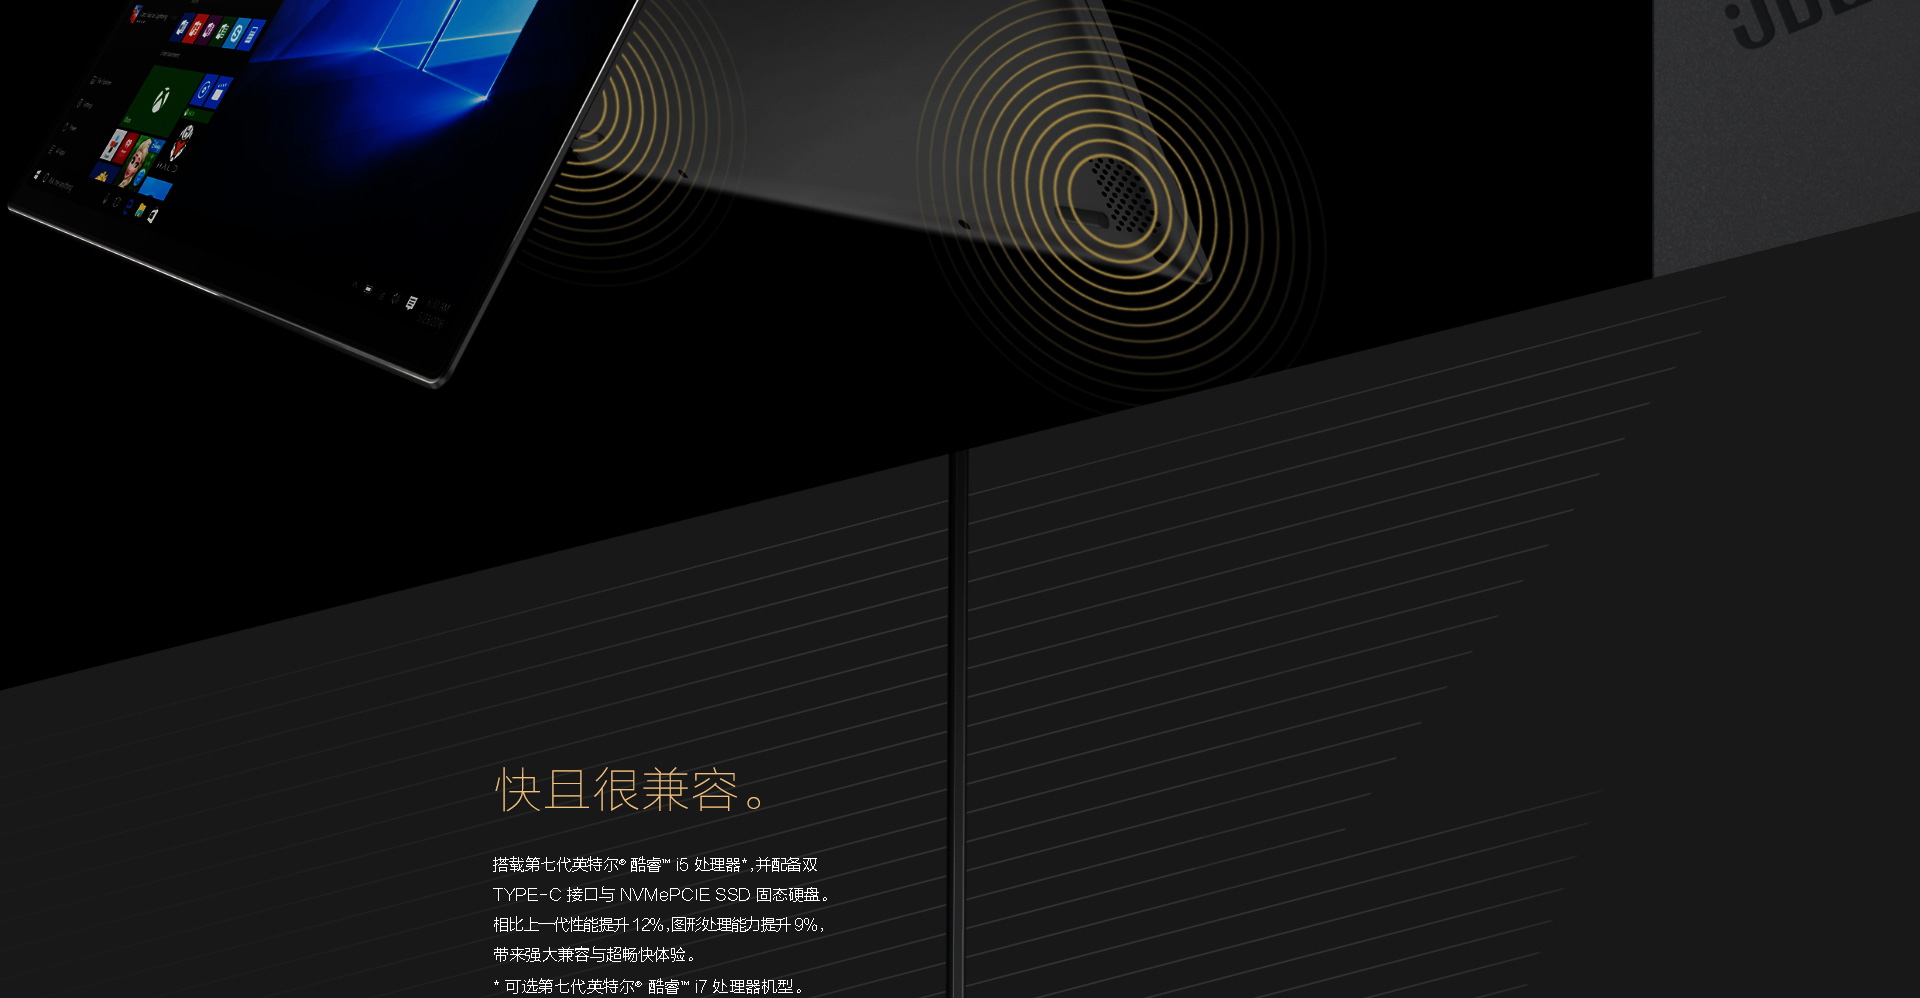 快且很兼容。
搭载第七代英特尔® 酷睿™ i5 处理器*,并配备双
TYPE-C 接口与 NVMePCIE SSD 固态硬盘。
相比上一代性能提升 12%,图形处理能力提升 9%,
带来强大兼容与超畅快体验。
* 可选第七代英特尔® 酷睿™ i7 处理器机型。